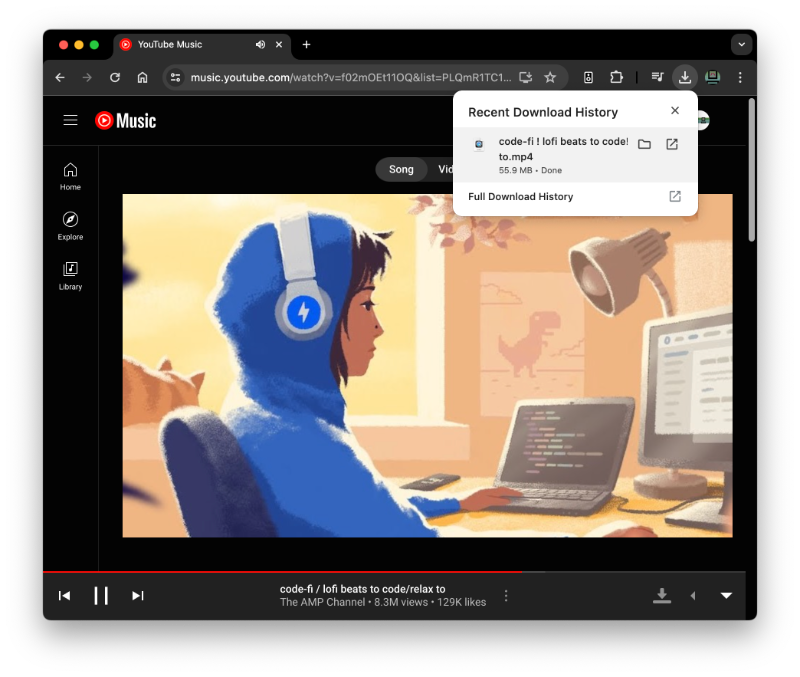 YouTube Music
music.youtube.com/watch?v=f02mOEt11OQ&list=PLQmR1TC1...
Recent Download History
code-fi ! lofi beats to code!
to.mp4
55.9 MB • Done
Full Download History
Music
Song
Vid
Home
Explore
Library
code-fi / lofi beats to code/relax to
The AMP Channel • 8.3M views • 129K likes